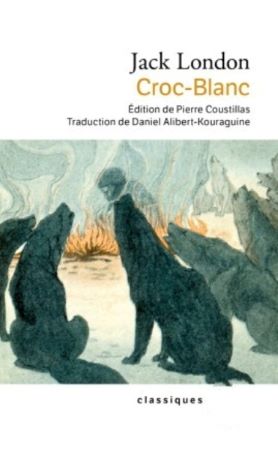 Jack London
Croc-Blanc
Édition de Pierre Coustillas
Traduction de Daniel Alibert-Kouraguine
classiques